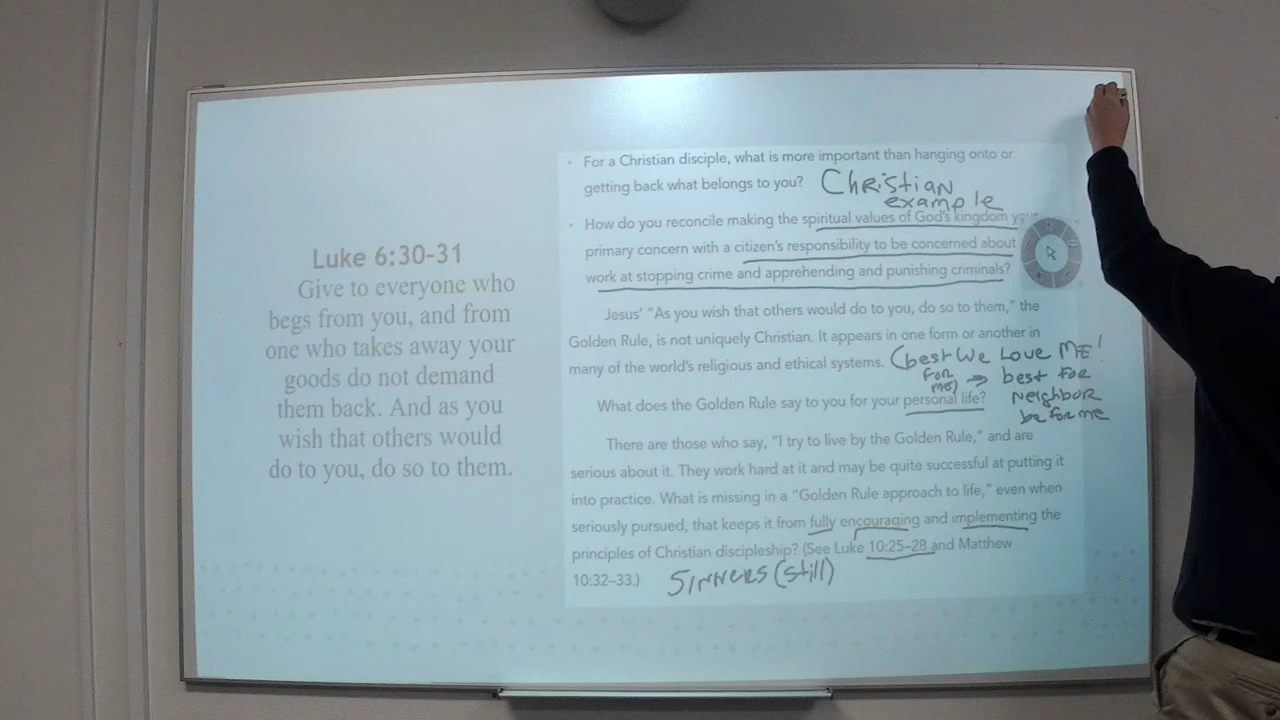 Luke 6:30-31
Give to everyone who
begs from you, and from
one who takes away your
goods do not demand
them back. And as you
wish that others would
do to you, do so to them.
• For a Christian disciple, what is more important than hanging onto or
getting back what belongs to you? Christian
example
• How do you reconcile making the spiritual values of God's kingdom
primary concern with a citizen's responsibility to be concerned about
work at stopping crime and apprehending and punishing criminals?
Jesus' "As you wish that others would do to you, do so to them," the
Golden Rule, is not uniquely Christian. It appears in one form or another in
many of the world's religious and ethical systems. (best We Love ME!
for
me) → best for
What does the Golden Rule say to you for your personal life? neighbor
before me
There are those who say, "I try to live by the Golden Rule," and are
serious about it. They work hard at it and may be quite successful at putting it
into practice. What is missing in a "Golden Rule approach to life," even when
seriously pursued, that keeps it from fully encouraging and implementing the
principles of Christian discipleship? (See Luke 10:25–28 and Matthew
10:32–33.) Sinners (still)